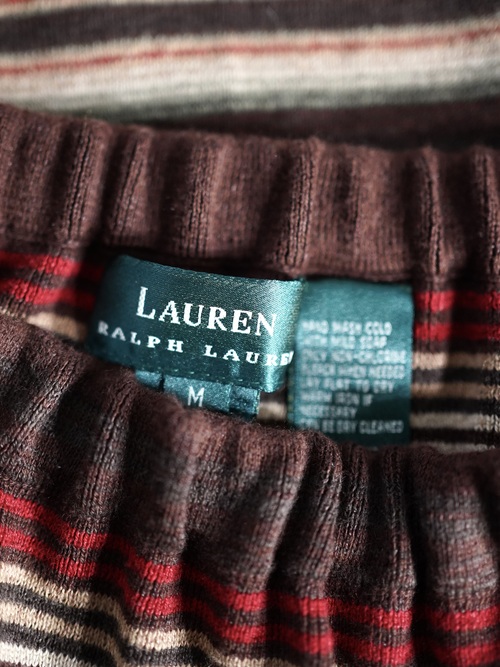 LAUREN
RALPH LAUREN
M
HAND WASH COLD
WITH MILD SOAP
ONLY NON-CHLORINE
BLEACH WHEN NEEDED
LAY FLAT TO DRY
WARM IRON IF
NECESSARY
BE DRY CLEANED